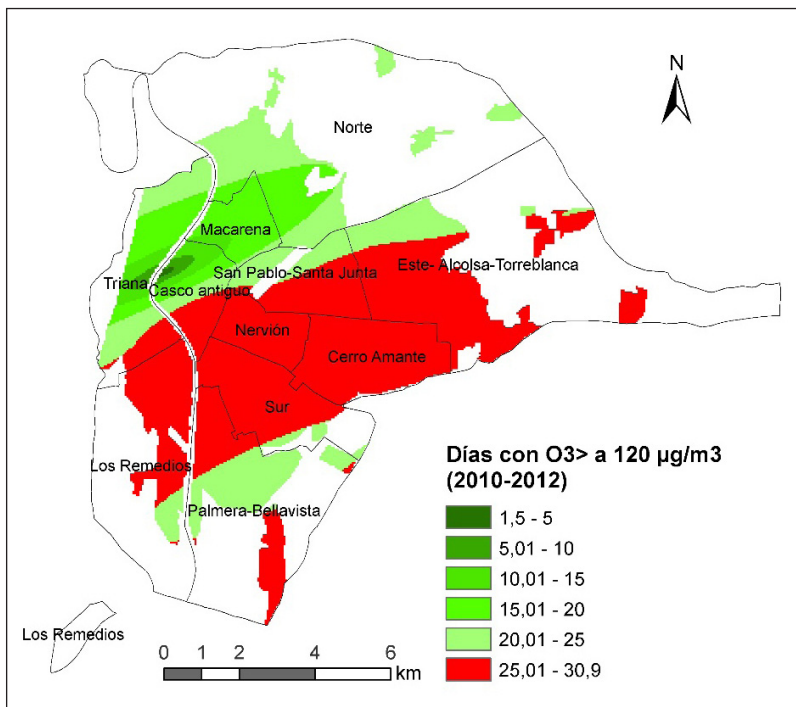 N
Norte
Macarena
Triana
San Pablo-Santa Junta
Casco antiguo
Este- Alcolsa-Torreblanca
Nervión
Cerro Amante
Sur
Los Remedios
Palmera-Bellavista
Los Remedios
Días con O3> a 120 µg/m3
(2010-2012)
1,5 - 5
5,01 - 10
10,01 - 15
15,01 - 20
20,01 - 25
25,01 - 30,9
0 1 2 4 6
km